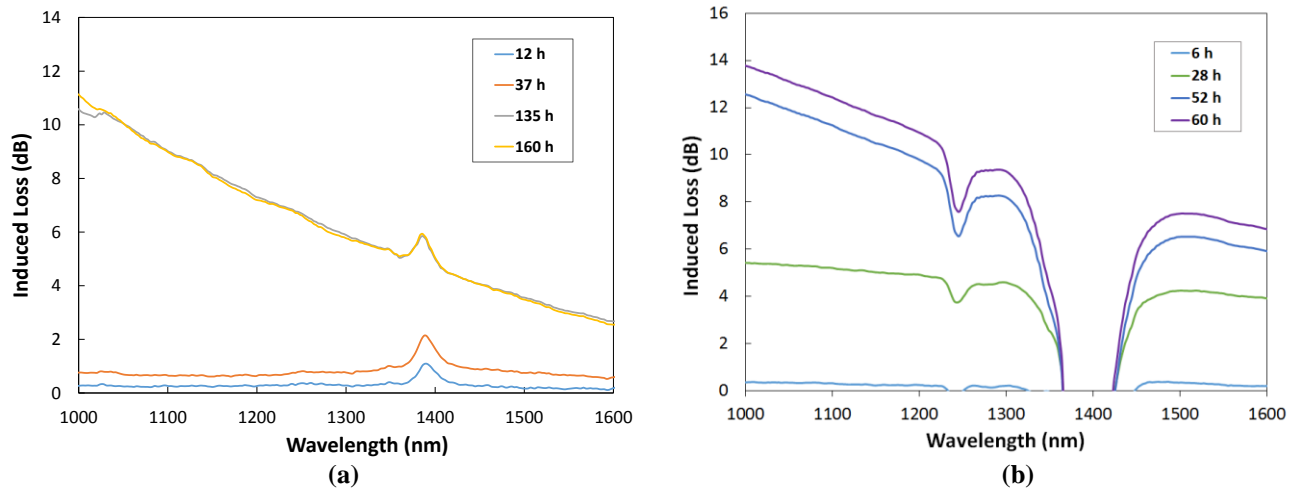 14
12
10
8
6
4
2
0
Induced Loss (dB)
12 h
37 h
135 h
160 h
1000 1100 1200 1300 1400 1500 1600
Wavelength (nm)
(a)
16
14
12
10
8
6
4
2
0
Induced Loss (dB)
6 h
28 h
52 h
60 h
1000 1100 1200 1300 1400 1500 1600
Wavelength (nm)
(b)